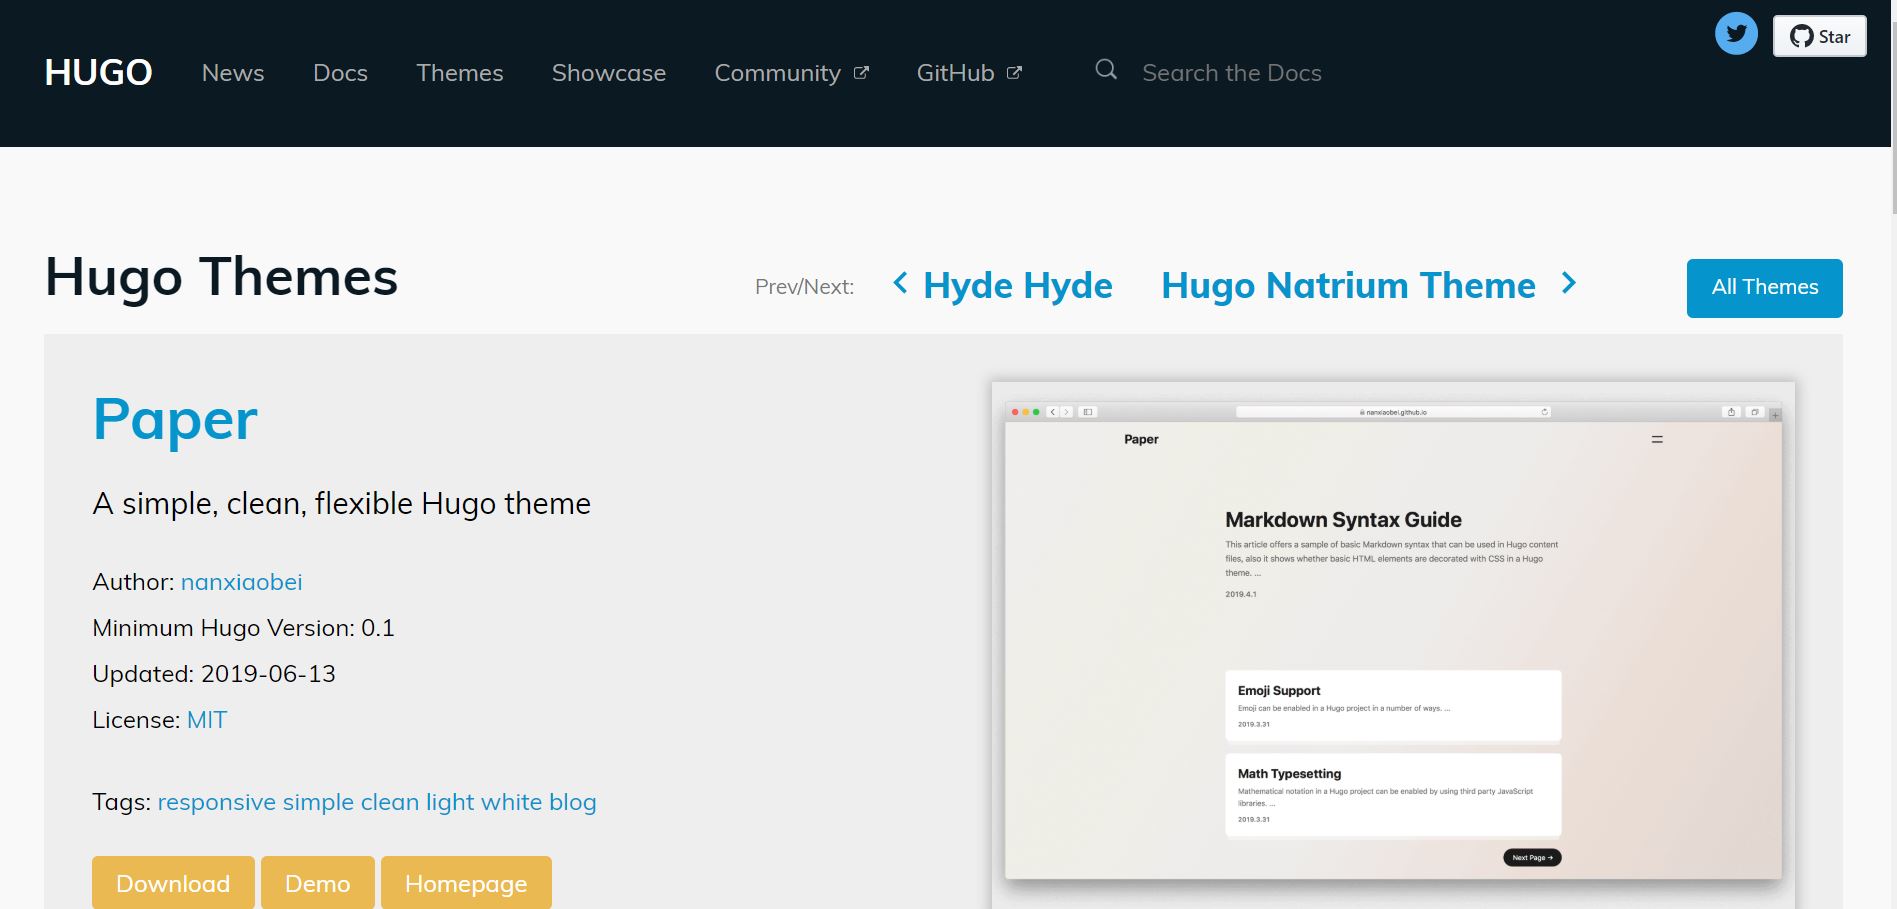 HUGO News Docs Themes Showcase Community GitHub Search the Docs Star
Hugo Themes Prev/Next: Hyde Hyde Hugo Natrium Theme All Themes
Paper
A simple, clean, flexible Hugo theme
Author: nanxiaobei
Minimum Hugo Version: 0.1
Updated: 2019-06-13
License: MIT
Tags: responsive simple clean light white blog
Download Demo Homepage
nanxiaobei.github.io
Paper
Markdown Syntax Guide
This article offers a sample of basic Markdown syntax that can be used in Hugo content
files, also it shows whether basic HTML elements are decorated with CSS in a Hugo
theme. ...
2019.4.1
Emoji Support
Emoji can be enabled in a Hugo project in a number of ways. ...
2019.3.31
Math Typesetting
Mathematical notation in a Hugo project can be enabled by using third party JavaScript
libraries. ...
2019.3.31
Next Page →